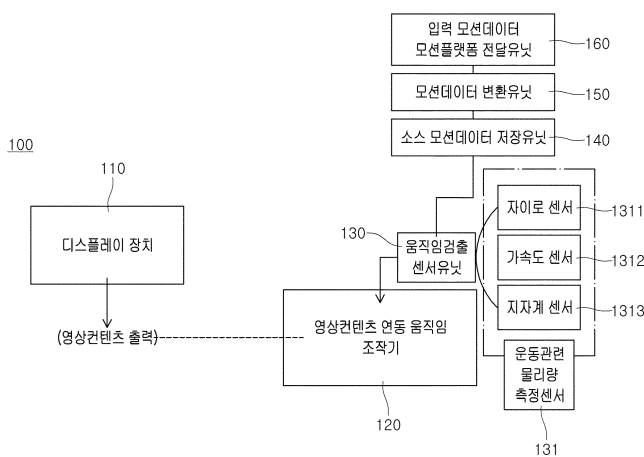 입력 모션데이터
모션플랫폼 전달유닛
160
모션데이터 변환유닛
150
소스 모션데이터 저장유닛
140
100
110
디스플레이 장치
(영상컨텐츠 출력)
130
움직임검출
센서유닛
자이로 센서
1311
가속도 센서
1312
지자계 센서
1313
영상컨텐츠 연동 움직임
조작기
120
운동관련
물리량
측정센서
131